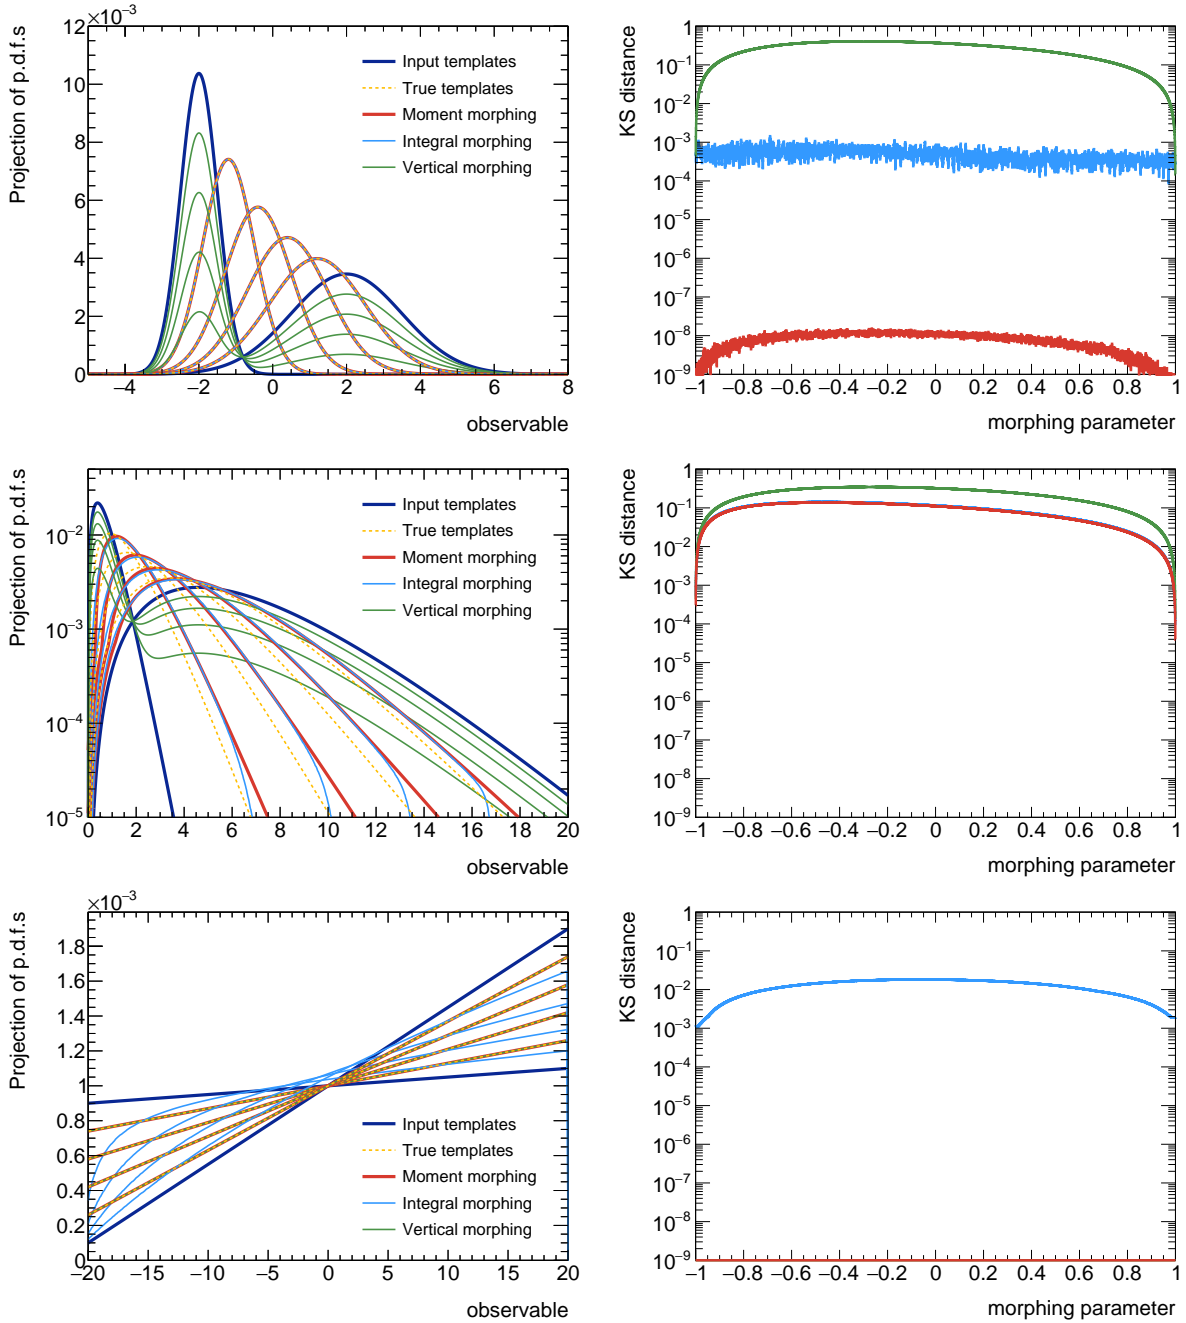 ×10⁻³
Projection of p.d.f.s
12
10
8
6
4
2
0
−4 −2 0 2 4 6 8
observable
Input templates
True templates
Moment morphing
Integral morphing
Vertical morphing
KS distance
1
10⁻¹
10⁻²
10⁻³
10⁻⁴
10⁻⁵
10⁻⁶
10⁻⁷
10⁻⁸
10⁻⁹
−1 −0.8 −0.6 −0.4 −0.2 0 0.2 0.4 0.6 0.8 1
morphing parameter
Projection of p.d.f.s
10⁻²
10⁻³
10⁻⁴
10⁻⁵
0 2 4 6 8 10 12 14 16 18 20
observable
Input templates
True templates
Moment morphing
Integral morphing
Vertical morphing
KS distance
1
10⁻¹
10⁻²
10⁻³
10⁻⁴
10⁻⁵
10⁻⁶
10⁻⁷
10⁻⁸
10⁻⁹
−1 −0.8 −0.6 −0.4 −0.2 0 0.2 0.4 0.6 0.8 1
morphing parameter
×10⁻³
Projection of p.d.f.s
1.8
1.6
1.4
1.2
1
0.8
0.6
0.4
0.2
0
−20 −15 −10 −5 0 5 10 15 20
observable
Input templates
True templates
Moment morphing
Integral morphing
Vertical morphing
KS distance
1
10⁻¹
10⁻²
10⁻³
10⁻⁴
10⁻⁵
10⁻⁶
10⁻⁷
10⁻⁸
10⁻⁹
−1 −0.8 −0.6 −0.4 −0.2 0 0.2 0.4 0.6 0.8 1
morphing parameter